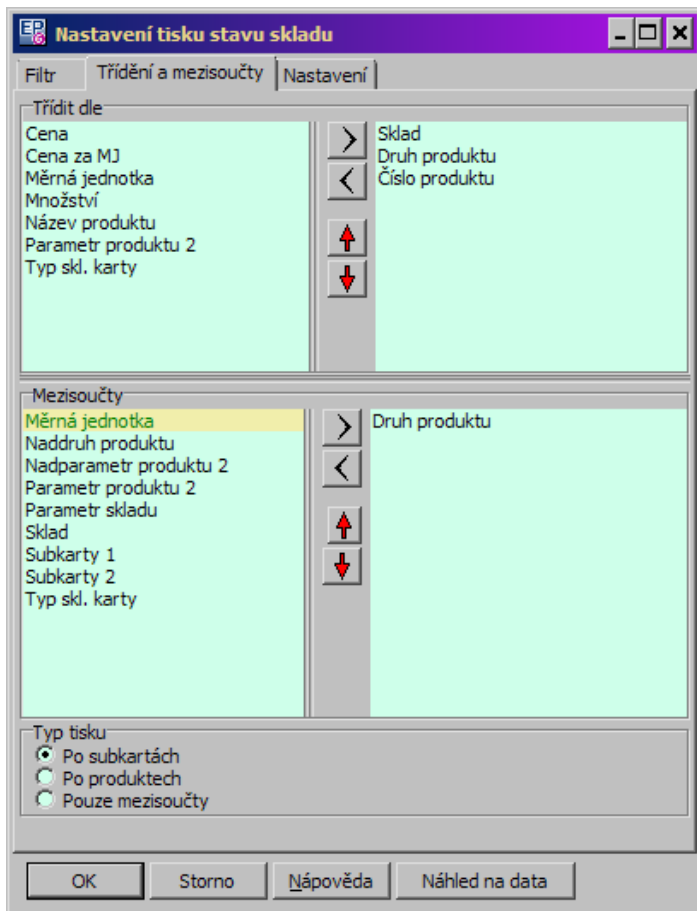 Nastavení tisku stavu skladu
Filtr
Třídění a mezisoučty
Nastavení
Třídit dle
Cena
Cena za MJ
Měrná jednotka
Množství
Název produktu
Parametr produktu 2
Typ skl. karty
Sklad
Druh produktu
Číslo produktu
Mezisoučty
Měrná jednotka
Naddruh produktu
Nadparametr produktu 2
Parametr produktu 2
Parametr skladu
Sklad
Subkarty 1
Subkarty 2
Typ skl. karty
Druh produktu
Typ tisku
Po subkartách
Po produktech
Pouze mezisoučty
OK
Storno
Nápověda
Náhled na data